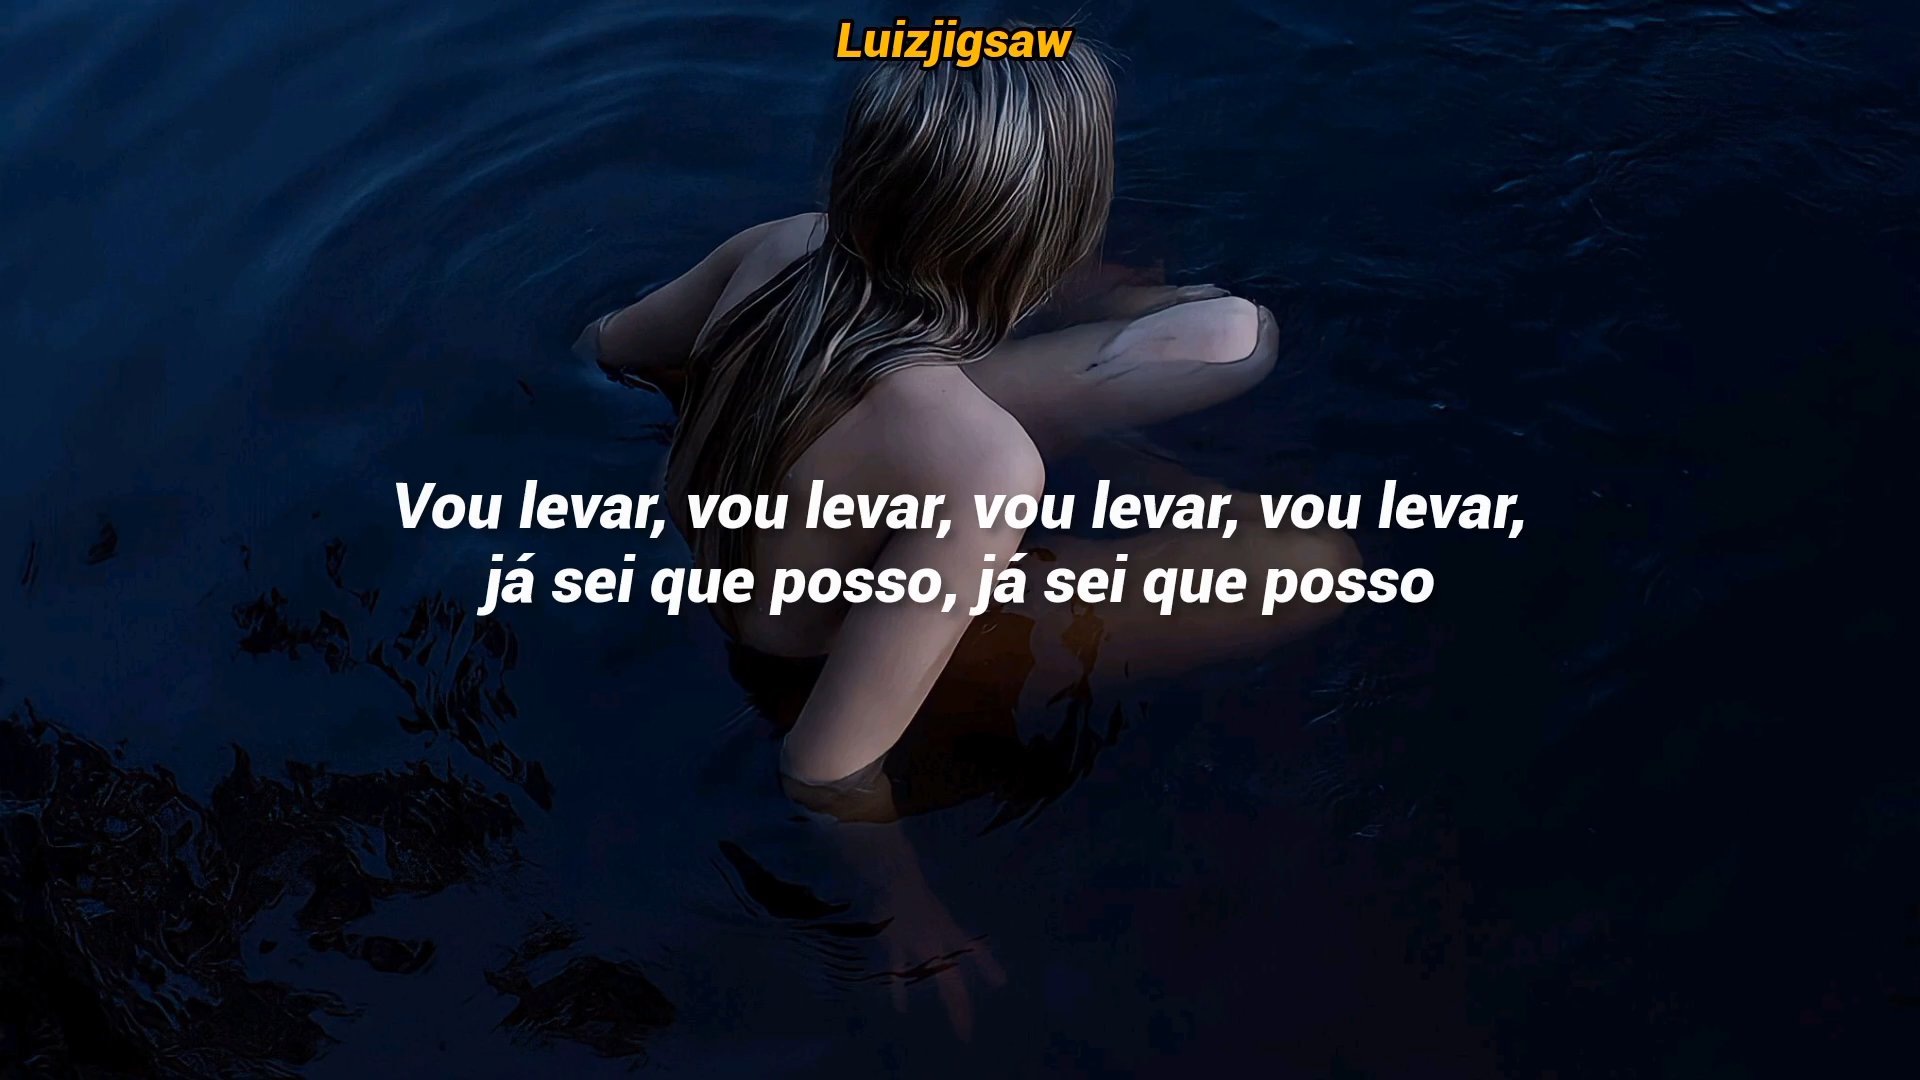 Luizjigsaw
Vou levar, vou levar, vou levar, vou levar,
já sei que posso, já sei que posso